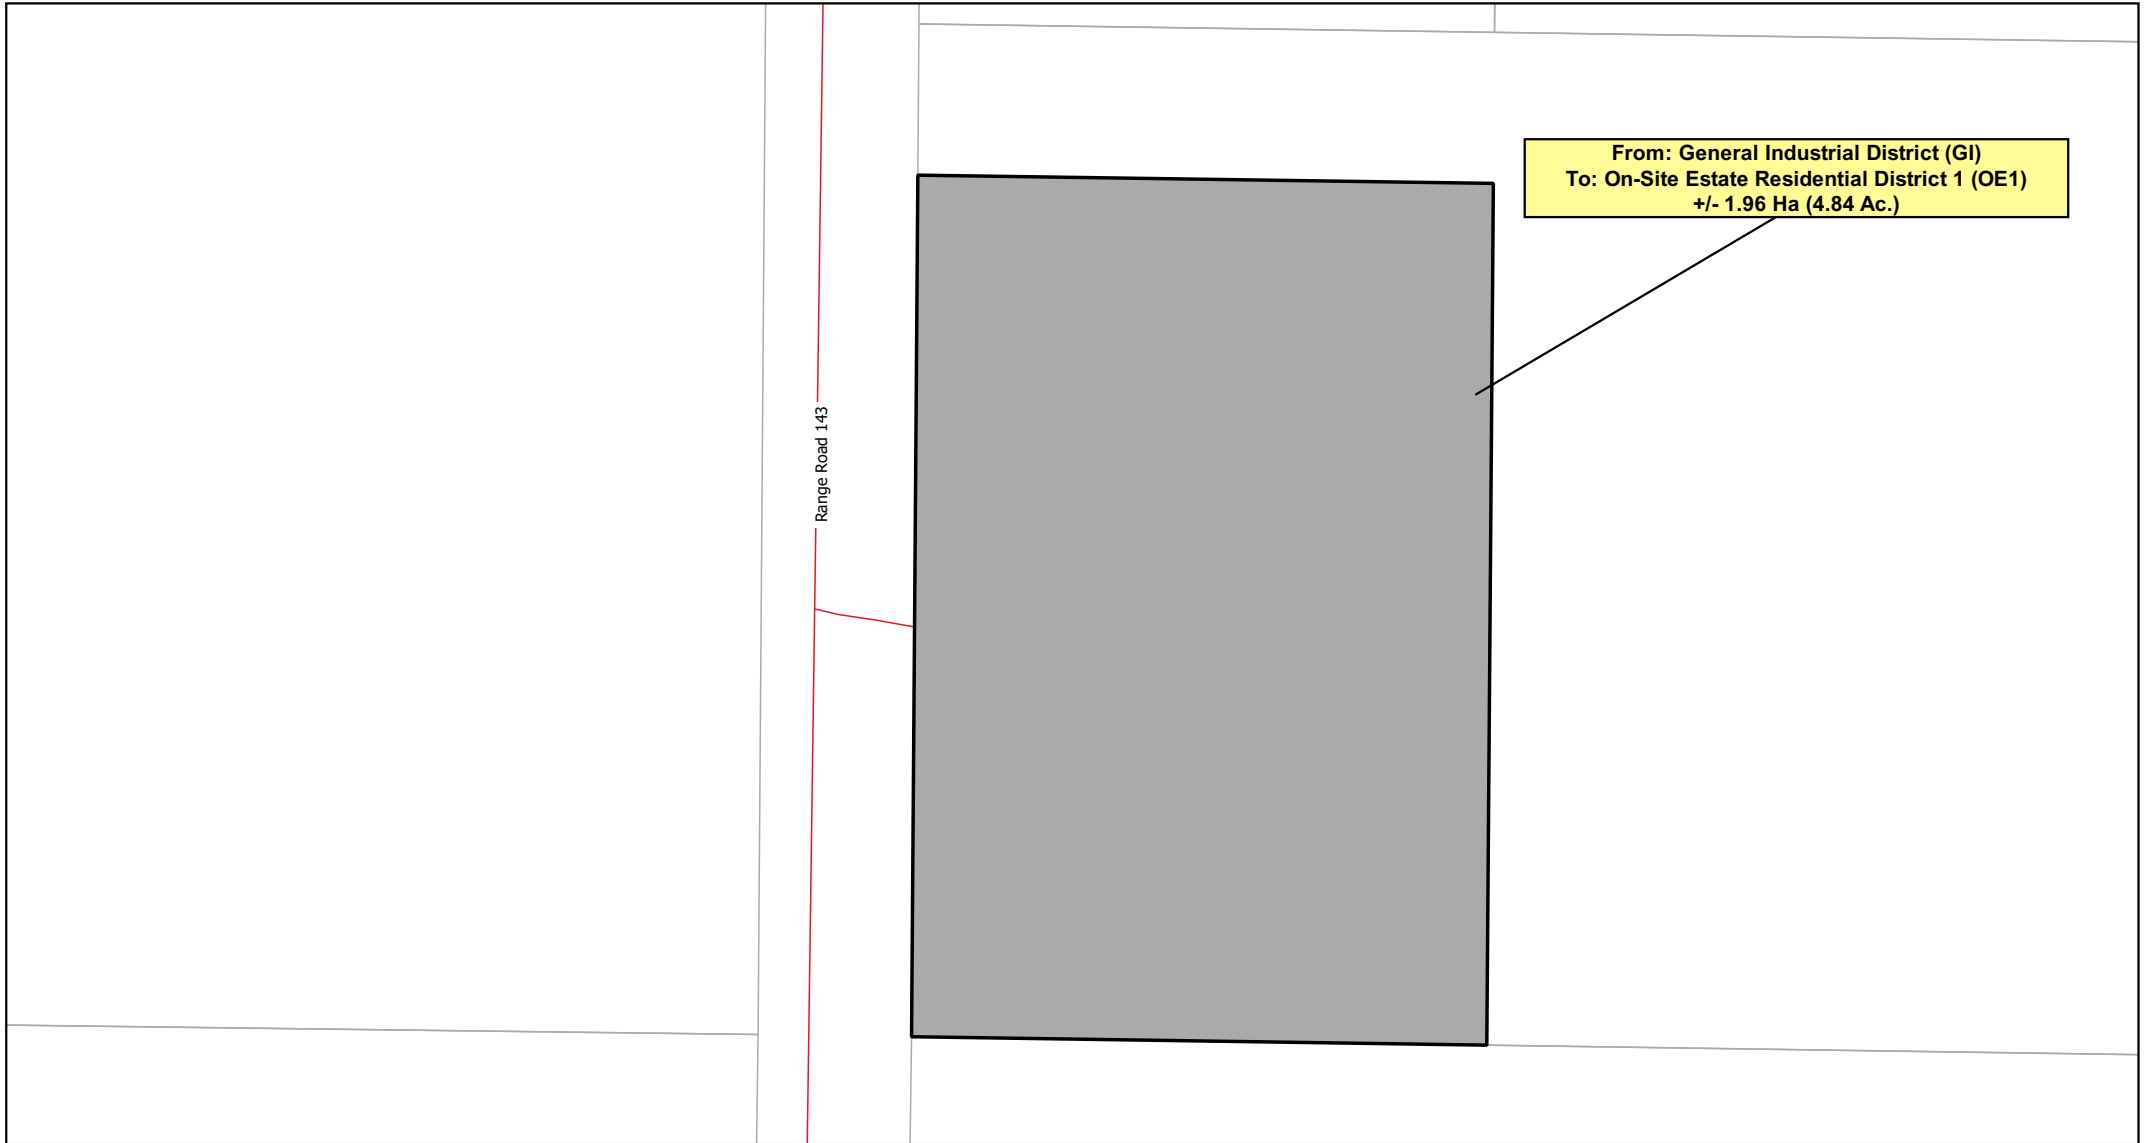 From: General Industrial District (GI)
To: On-Site Estate Residential District 1 (OE1)
+/- 1.96 Ha (4.84 Ac.)
Range Road 143